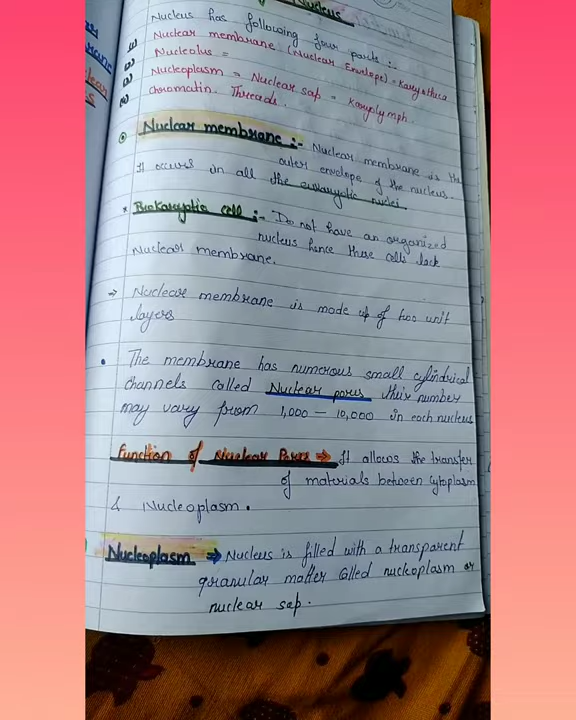 Nucleus
Nucleus has following four parts :-
Nuclear membrane (Nuclear Envelope) = Karyotheca
Nucleolus =
Nucleoplasm = Nuclear sap = Karyolymph.
Chromatin Threads.
Nuclear membrane :- Nuclear membrane is the
outer envelope of the nucleus.
It occurs in all the eukaryotic nuclei.
Prokaryotic cell :- Do not have an organized
nucleus hence these cells lack
Nuclear membrane.
→ Nuclear membrane is made up of two unit
layers
• The membrane has numerous small cylindrical
channels called Nuclear pores their number
may vary from 1,000 - 10,000 in each nucleus
Function of Nuclear Pores → It allows the transfer
of materials between cytoplasm
& Nucleoplasm.
Nucleoplasm → Nucleus is filled with a transparent
granular matter called nucleoplasm or
nuclear sap.